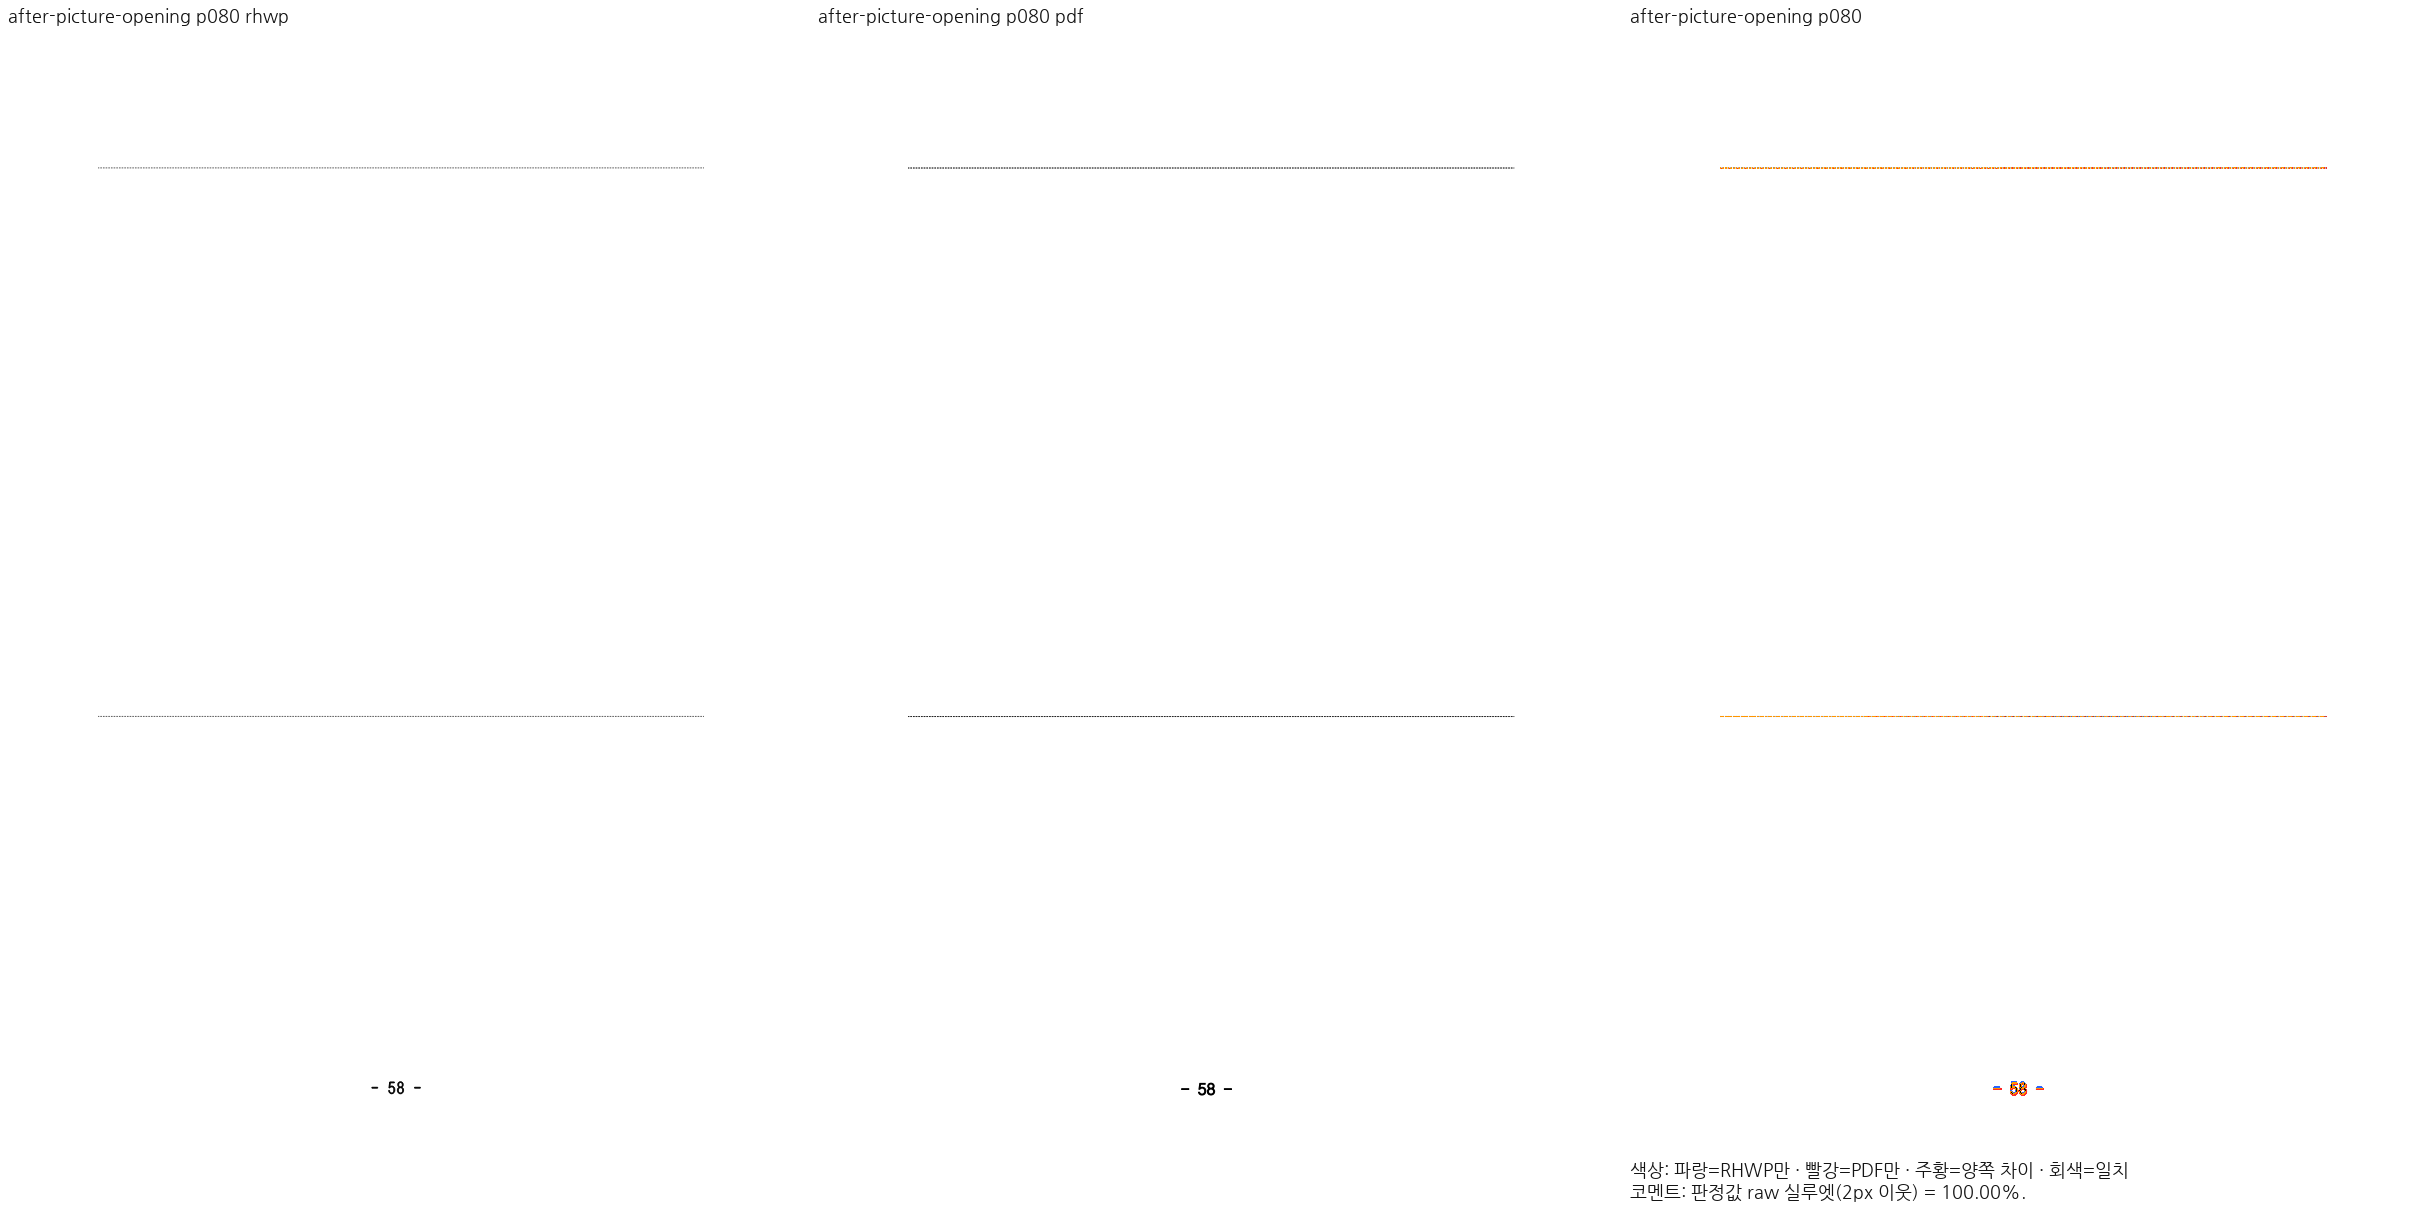 after-picture-opening p080 rhwp
after-picture-opening p080 pdf
after-picture-opening p080
- 58 -
- 58 -
- 58 -
색상: 파랑=RHWP만 · 빨강=PDF만 · 주황=양쪽 차이 · 회색=일치
코멘트: 판정값 raw 실루엣(2px 이웃) = 100.00%.